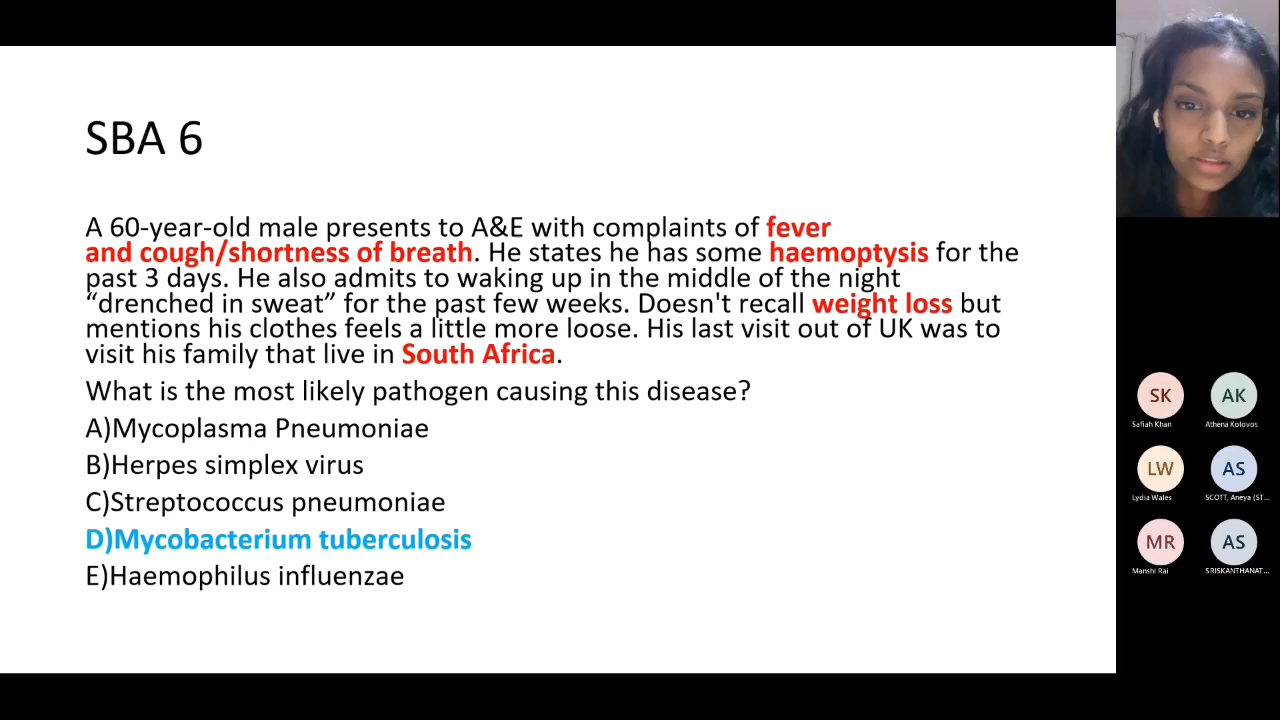 SBA 6
A 60-year-old male presents to A&E with complaints of fever
and cough/shortness of breath. He states he has some haemoptysis for the
past 3 days. He also admits to waking up in the middle of the night
“drenched in sweat” for the past few weeks. Doesn't recall weight loss but
mentions his clothes feels a little more loose. His last visit out of UK was to
visit his family that live in South Africa.
What is the most likely pathogen causing this disease?
A)Mycoplasma Pneumoniae
B)Herpes simplex virus
C)Streptococcus pneumoniae
D)Mycobacterium tuberculosis
E)Haemophilus influenzae
SK AK
Safiah Khan Athena Kolovos
LW AS
Lydia Wales SCOTT, Aneya (ST...
MR AS
Manshi Rai SRISKANTHANAT...